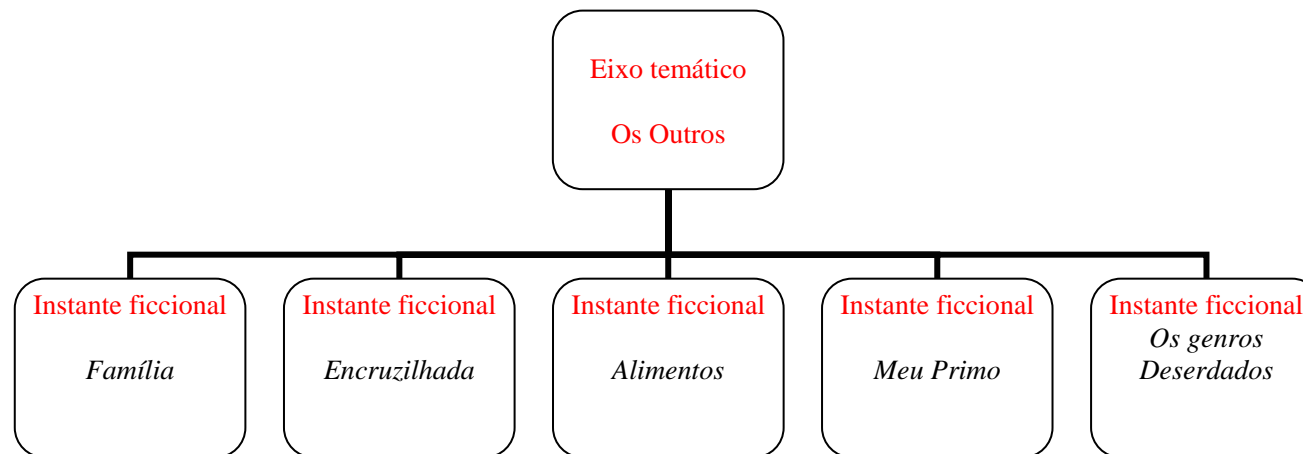 Eixo temático
Os Outros
Instante ficcional
Família
Instante ficcional
Encruzilhada
Instante ficcional
Alimentos
Instante ficcional
Meu Primo
Instante ficcional
Os genros
Deserdados